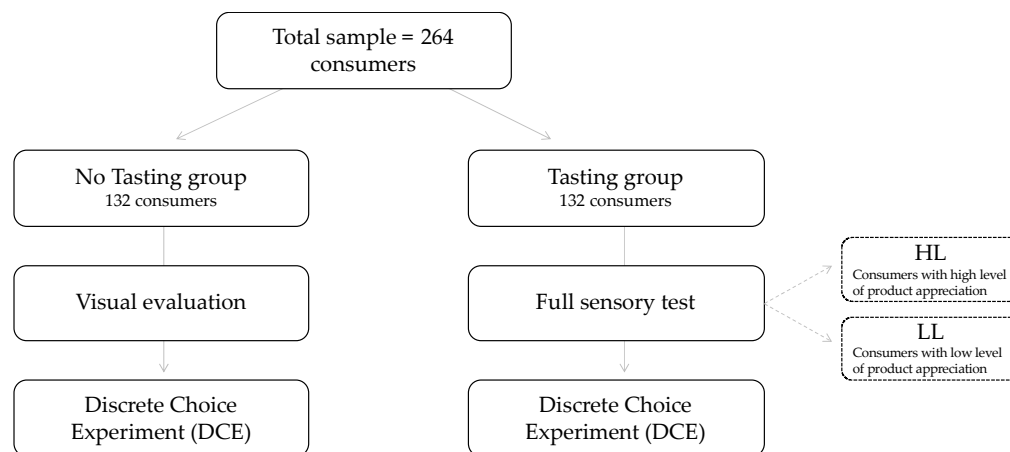 Total sample = 264
consumers
No Tasting group
132 consumers
Tasting group
132 consumers
Visual evaluation
Full sensory test
HL
Consumers with high level
of product appreciation
LL
Consumers with low level
of product appreciation
Discrete Choice
Experiment (DCE)
Discrete Choice
Experiment (DCE)